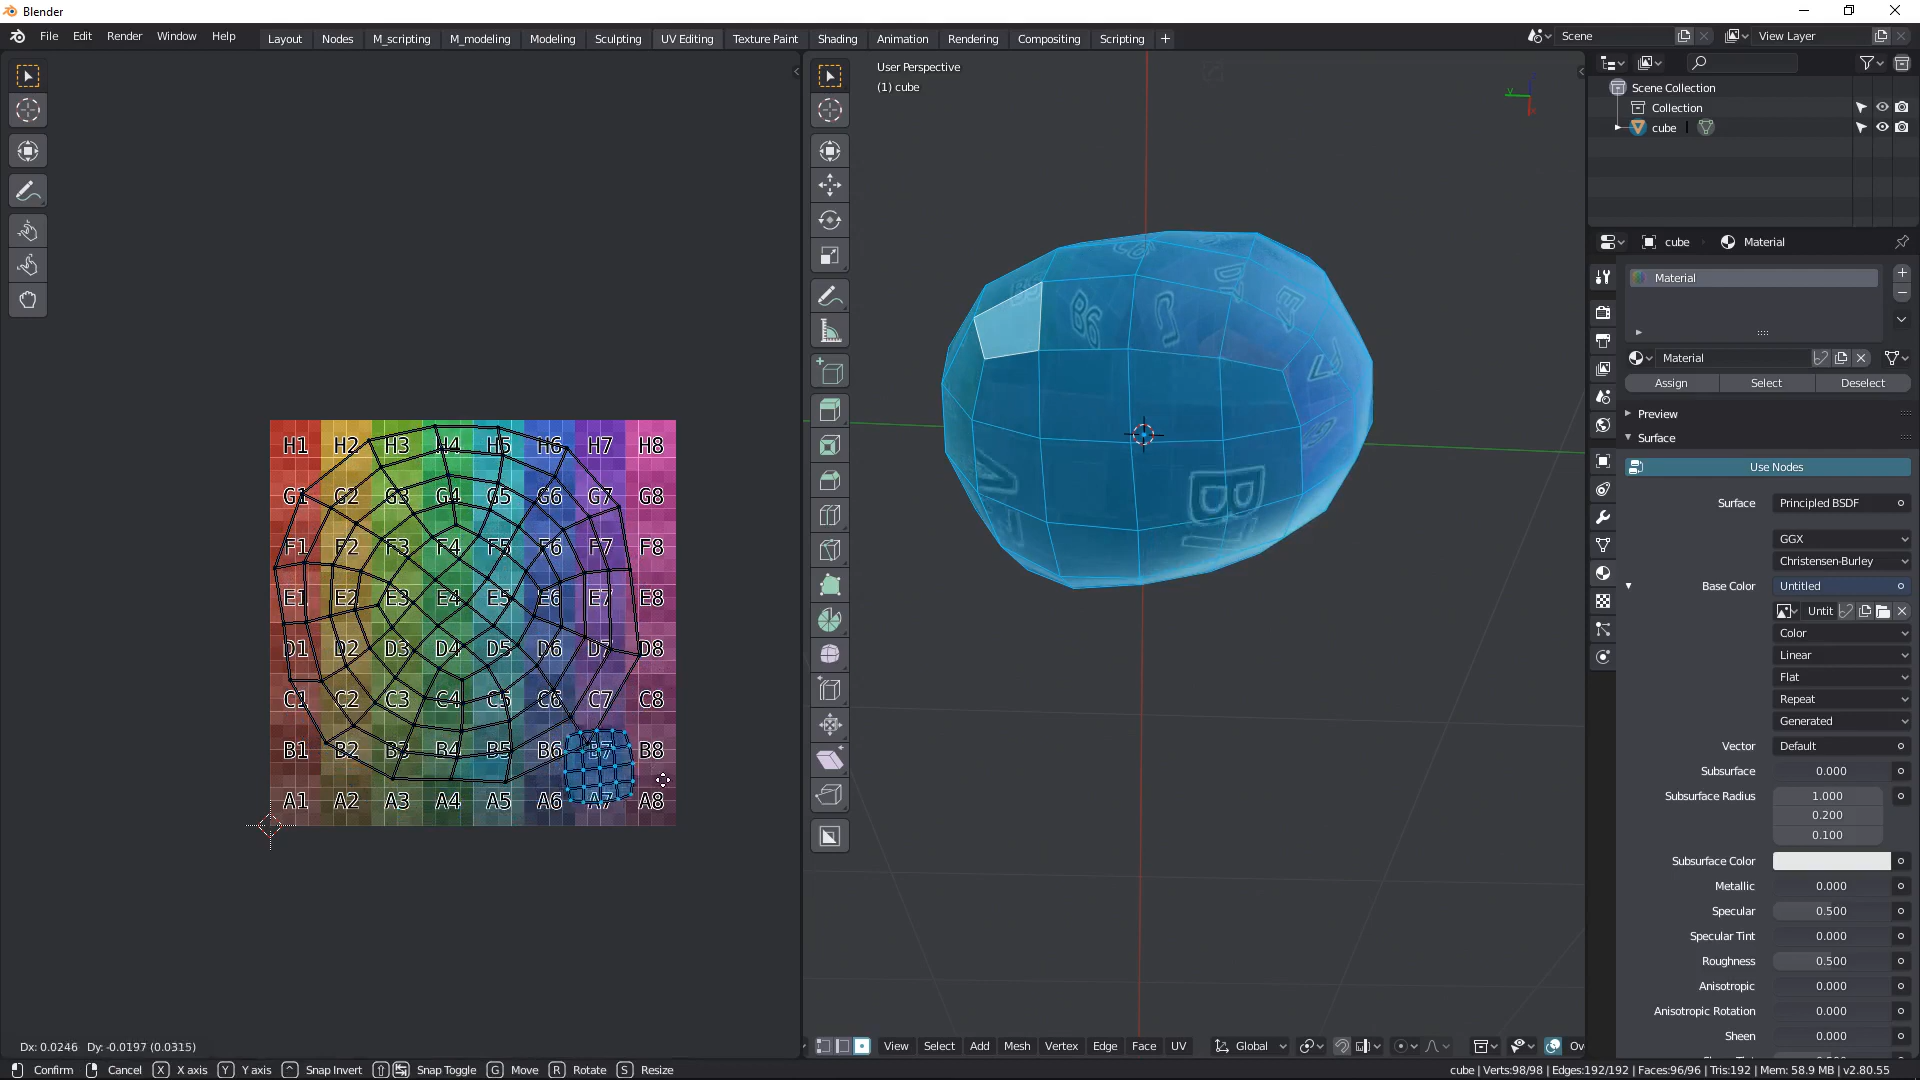 Blender
File Edit Render Window Help
Layout Nodes M_scripting M_modeling Modeling Sculpting UV Editing Texture Paint Shading Animation Rendering Compositing Scripting
Scene
View Layer
User Perspective
(1) cube
Scene Collection
Collection
cube
cube Material
Material
Material
Assign Select Deselect
Preview
Surface
Use Nodes
Surface Principled BSDF
GGX
Christensen-Burley
Base Color Untitled
Untit
Color
Linear
Flat
Repeat
Generated
Vector Default
Subsurface 0.000
Subsurface Radius 1.000
0.200
0.100
Subsurface Color
Metallic 0.000
Specular 0.500
Specular Tint 0.000
Roughness 0.500
Anisotropic 0.000
Anisotropic Rotation 0.000
Sheen 0.000
H1 H2 H3 H4 H5 H6 H7 H8
G1 G2 G3 G4 G5 G6 G7 G8
F1 F2 F3 F4 F5 F6 F7 F8
E1 E2 E3 E4 E5 E6 E7 E8
D1 D2 D3 D4 D5 D6 D7 D8
C1 C2 C3 C4 C5 C6 C7 C8
B1 B2 B3 B4 B5 B6 B7 B8
A1 A2 A3 A4 A5 A6 A7 A8
Dx: 0.0246 Dy: -0.0197 (0.0315)
View Select Add Mesh Vertex Edge Face UV Global Ov
Confirm Cancel X X axis Y Y axis Snap Invert Snap Toggle G Move R Rotate S Resize
cube | Verts:98/98 | Edges:192/192 | Faces:96/96 | Tris:192 | Mem: 58.9 MB | v2.80.55